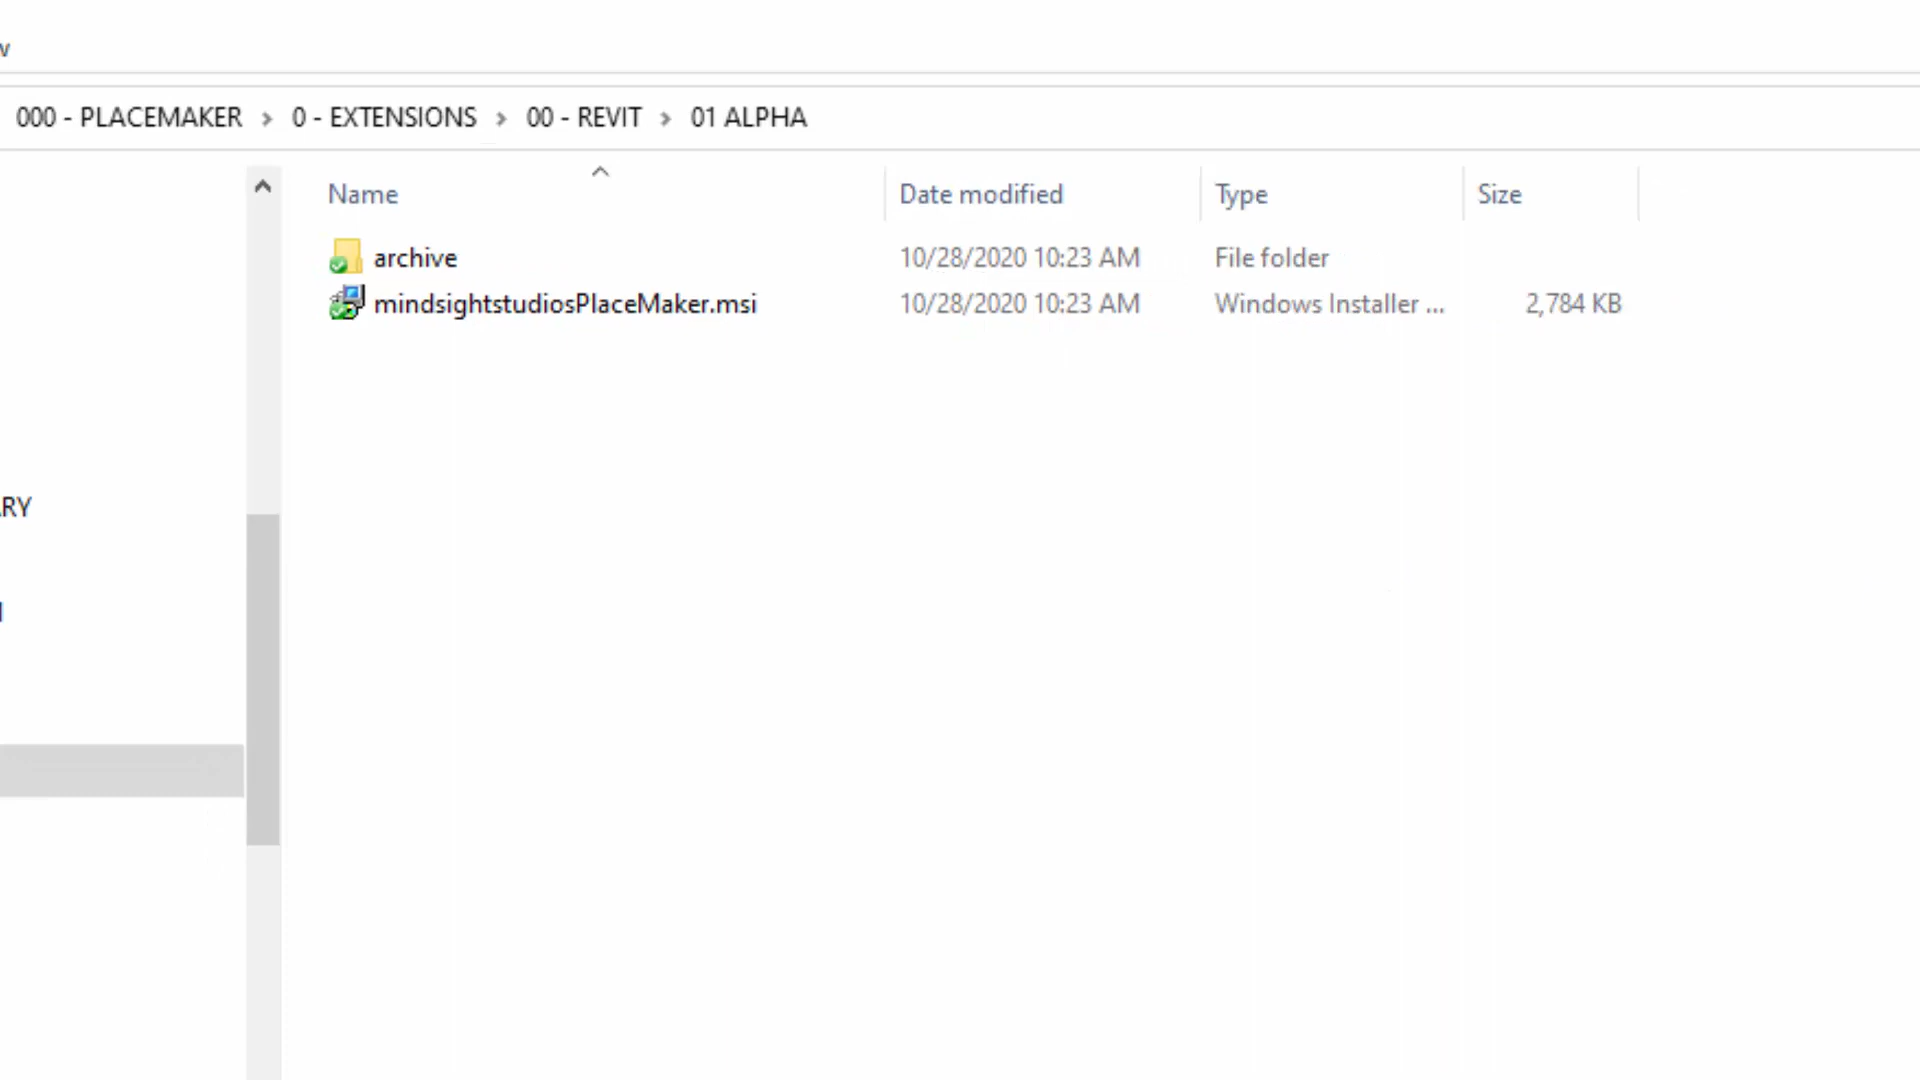 000 - PLACEMAKER > 0 - EXTENSIONS > 00 - REVIT > 01 ALPHA
Name Date modified Type Size
archive 10/28/2020 10:23 AM File folder
mindsightstudiosPlaceMaker.msi 10/28/2020 10:23 AM Windows Installer ... 2,784 KB
RY